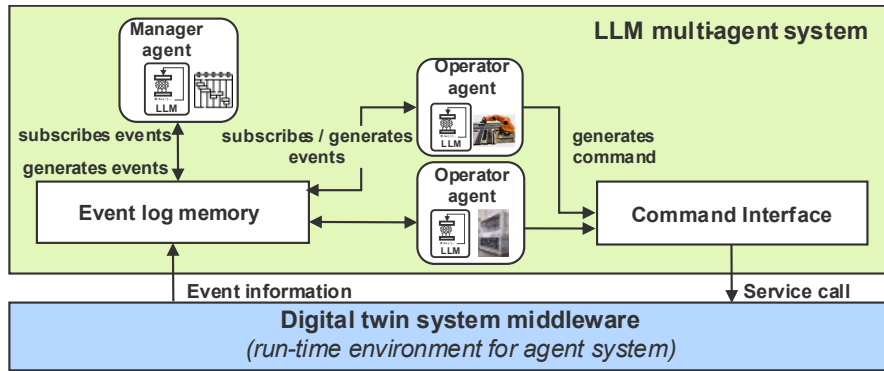 LLM multi-agent system
Manager
agent
LLM
subscribes events
generates events
Event log memory
subscribes / generates
events
Operator
agent
LLM
Operator
agent
LLM
generates
command
Command Interface
Event information
Service call
Digital twin system middleware
(run-time environment for agent system)